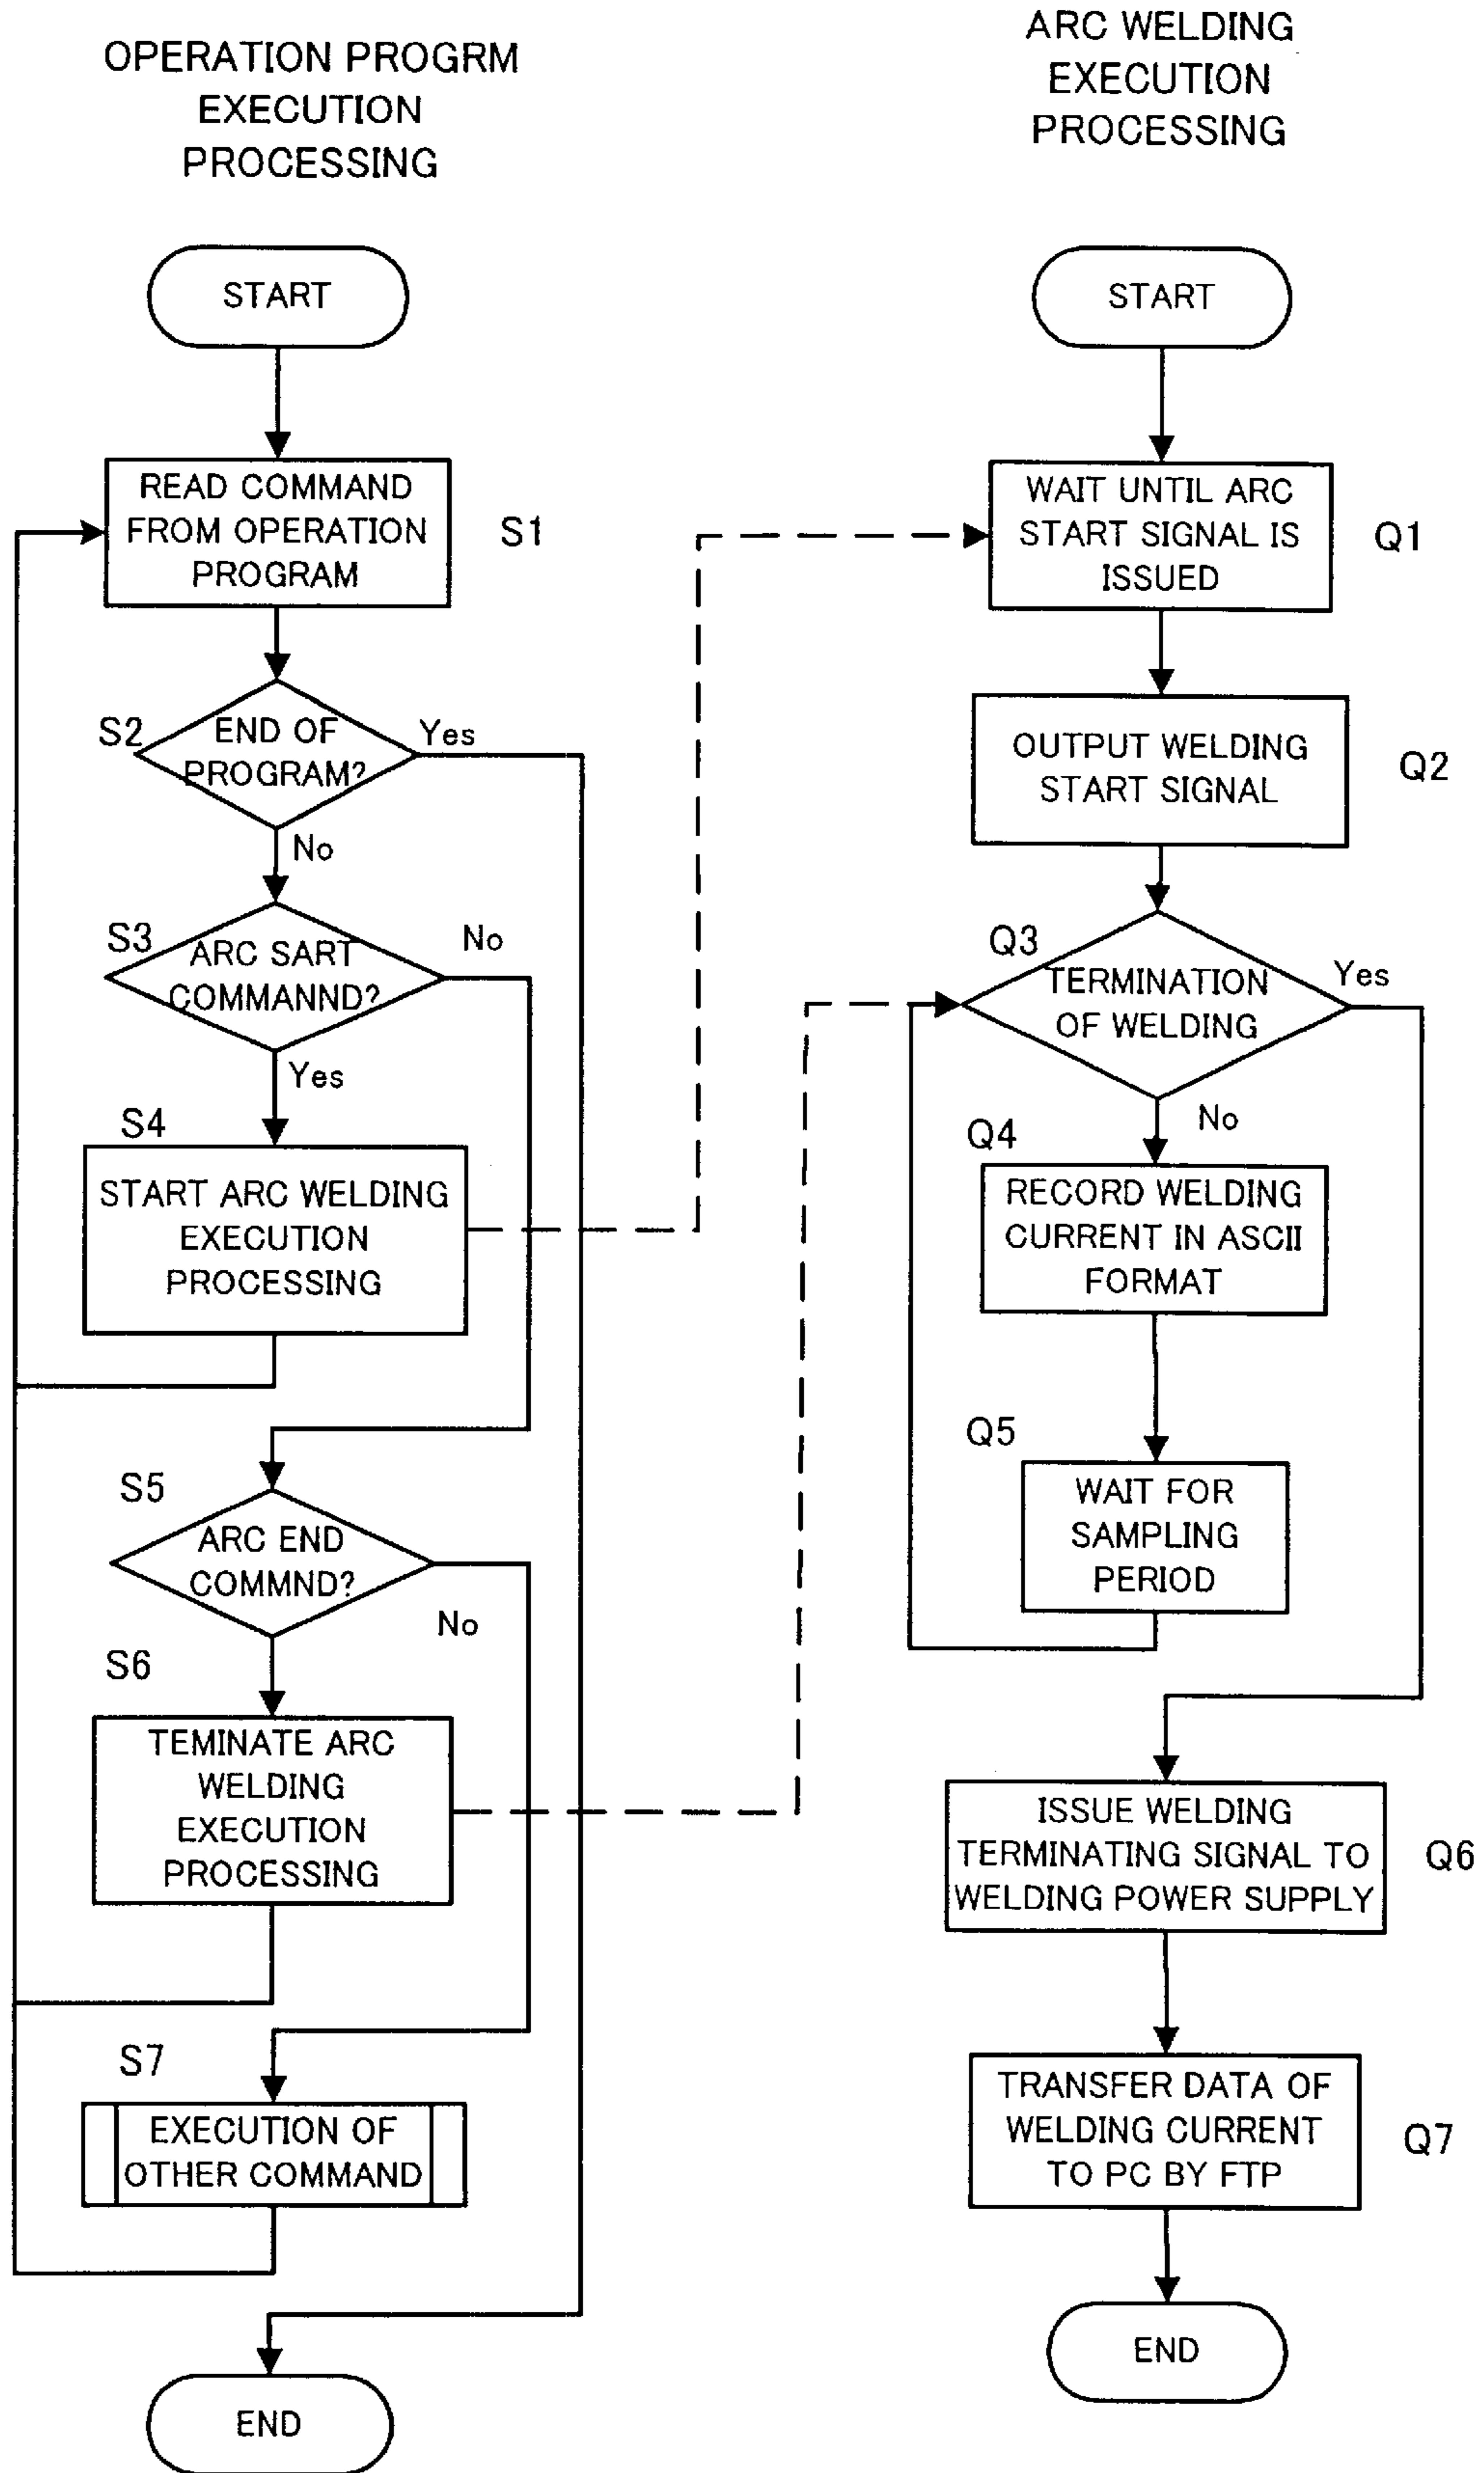 OPERATION PROGRM
EXECUTION
PROCESSING
START
READ COMMAND
FROM OPERATION
PROGRAM
S1
S2
END OF
PROGRAM?
Yes
No
S3
ARC SART
COMMANND?
No
Yes
S4
START ARC WELDING
EXECUTION
PROCESSING
S5
ARC END
COMMND?
No
S6
TEMINATE ARC
WELDING
EXECUTION
PROCESSING
S7
EXECUTION OF
OTHER COMMAND
END
ARC WELDING
EXECUTION
PROCESSING
START
WAIT UNTIL ARC
START SIGNAL IS
ISSUED
Q1
OUTPUT WELDING
START SIGNAL
Q2
Q3
TERMINATION
OF WELDING
Yes
No
Q4
RECORD WELDING
CURRENT IN ASCII
FORMAT
Q5
WAIT FOR
SAMPLING
PERIOD
ISSUE WELDING
TERMINATING SIGNAL TO
WELDING POWER SUPPLY
Q6
TRANSFER DATA OF
WELDING CURRENT
TO PC BY FTP
Q7
END